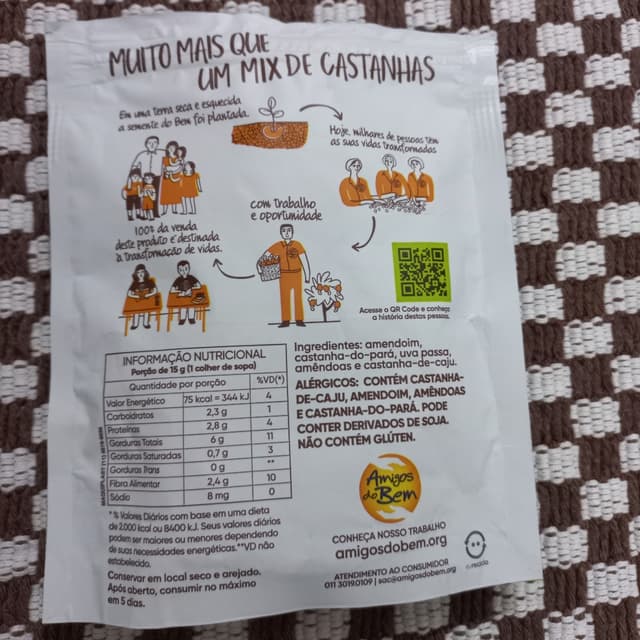 MUITO MAIS QUE
UM MIX DE CASTANHAS
Em uma terra seca e esquecida
a semente do Bem foi plantada.
Hoje, milhares de pessoas têm
as suas vidas transformadas
com trabalho
e oportunidade
100% da venda
deste produto é destinada
à transformação de vidas.
Acesse o QR Code e conheça
a história destas pessoas.
INFORMAÇÃO NUTRICIONAL
Porção de 15 g (1 colher de sopa)
Quantidade por porção %VD(*)
Valor Energético 75 kcal = 344 kJ 4
Carboidratos 2,3 g 1
Proteínas 2,8 g 4
Gorduras Totais 6 g 11
Gorduras Saturadas 0,7 g 3
Gorduras Trans 0 g **
Fibra Alimentar 2,4 g 10
Sódio 8 mg 0
* % Valores Diários com base em uma dieta
de 2.000 kcal ou 8400 kJ. Seus valores diários
podem ser maiores ou menores dependendo
de suas necessidades energéticas.**VD não
estabelecido.
Conservar em local seco e arejado.
Após aberto, consumir no máximo
em 5 dias.
Ingredientes: amendoim,
castanha-do-pará, uva passa,
amêndoas e castanha-de-caju.
ALÉRGICOS: CONTÉM CASTANHA-
DE-CAJU, AMENDOIM, AMÊNDOAS
E CASTANHA-DO-PARÁ. PODE
CONTER DERIVADOS DE SOJA.
NÃO CONTÉM GLÚTEN.
Amigos
do Bem
CONHEÇA NOSSO TRABALHO
amigosdobem.org
ATENDIMENTO AO CONSUMIDOR
011 30190109 | sac@amigosdobem.org